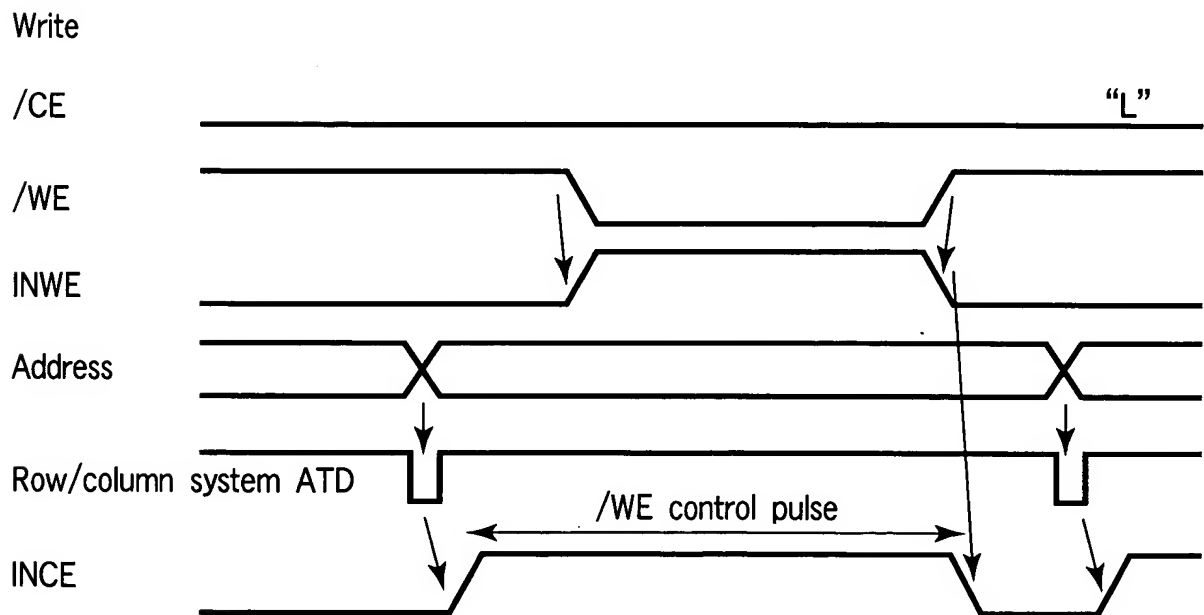 Write
/CE
“L”
/WE
INWE
Address
Row/column system ATD
/WE control pulse
INCE